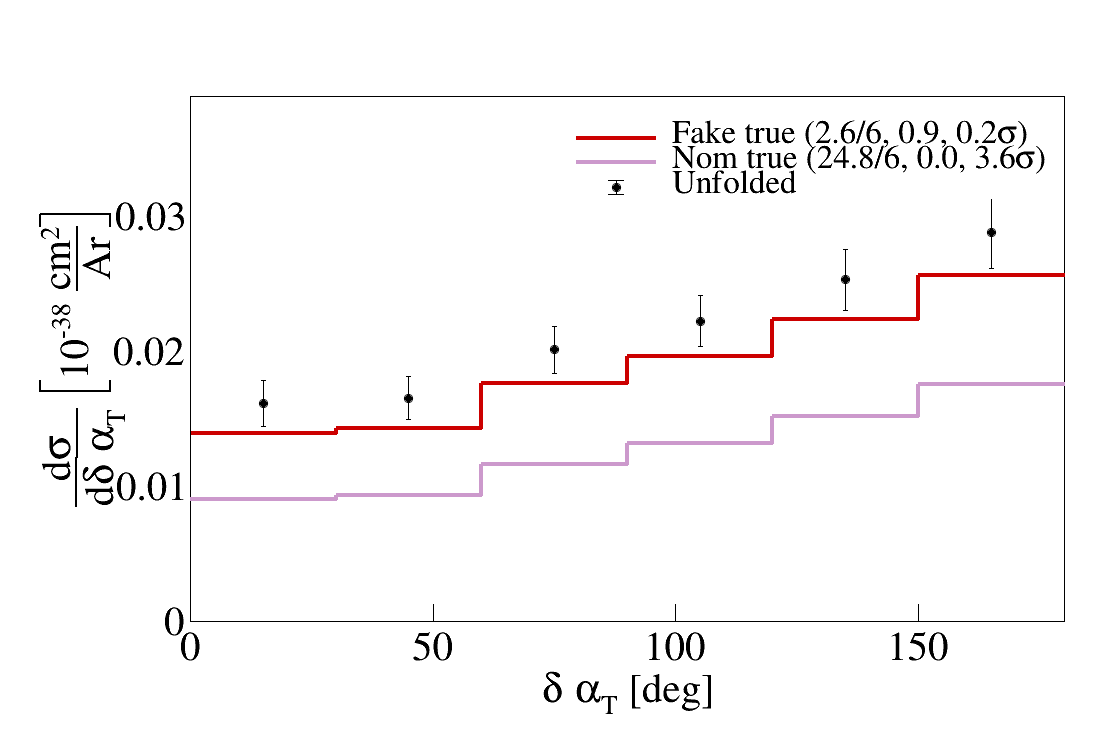 Fake true (2.6/6, 0.9, 0.2σ)
Nom true (24.8/6, 0.0, 3.6σ)
Unfolded
0.03
0.02
0.01
0
dσ/dδ α_T [10^-38 cm^2/Ar]
0 50 100 150
δ α_T [deg]